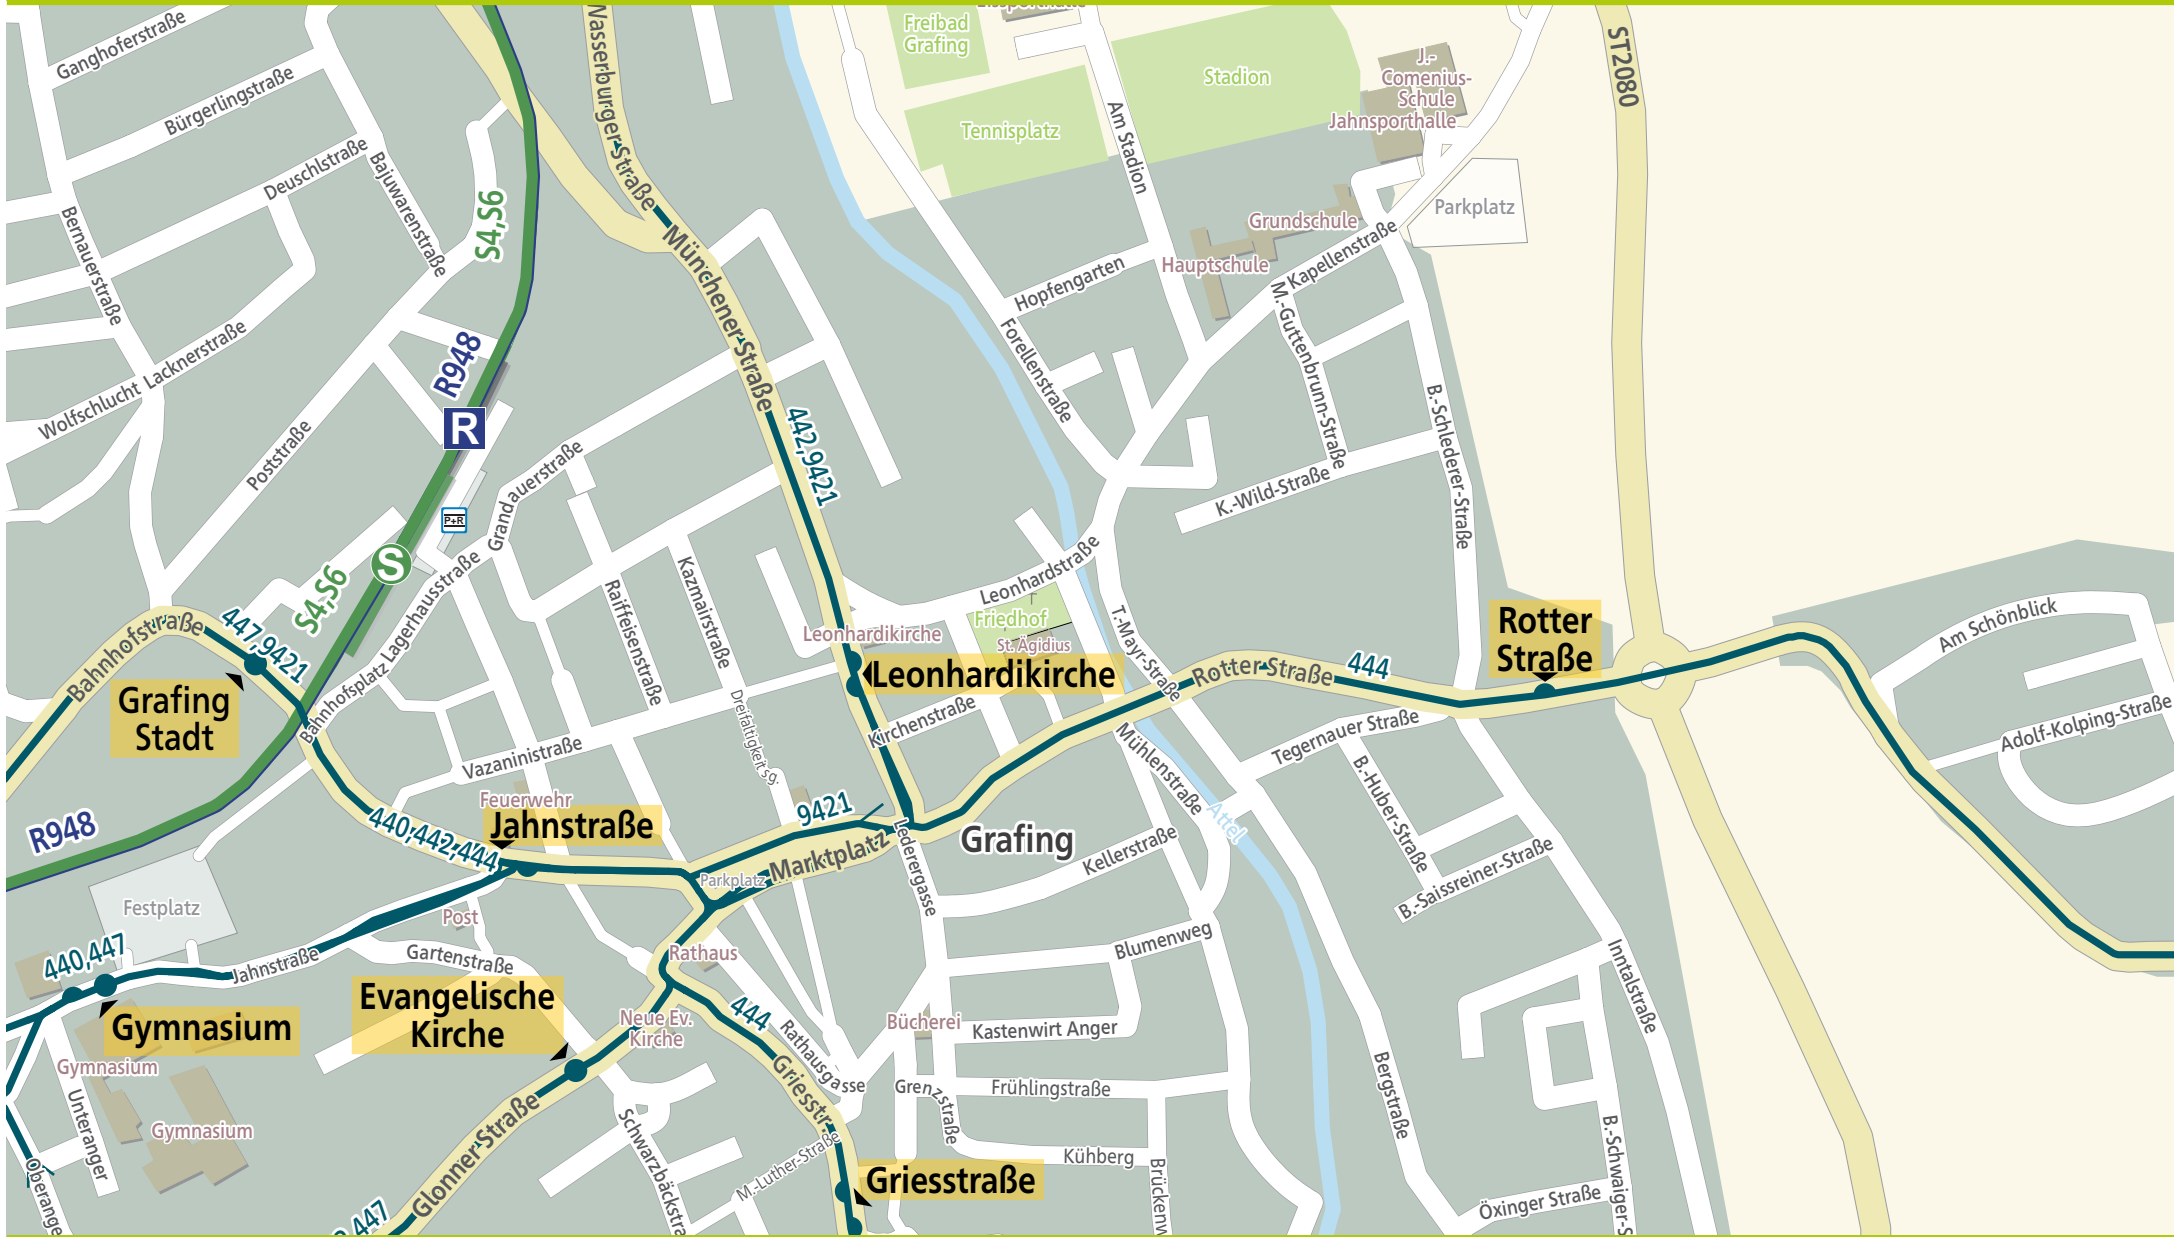 Ganghoferstraße
Bürgerlingstraße
Deuschlstraße
Bajuwarenstraße
Bernauerstraße
Wolfschlucht
Lacknerstraße
Poststraße
S4,S6
R948
R
P+R
S
S4,S6
Wasserburger-Straße
Münchener-Straße
442,9421
Freibad
Grafing
Tennisplatz
Stadion
Am Stadion
J.-
Comenius-
Schule
Jahnsporthalle
Parkplatz
Grundschule
Hauptschule
Kapellenstraße
Hopfengarten
Forellenstraße
M.-Guttenbrunn-Straße
K.-Wild-Straße
B.-Schlederer-Straße
ST2080
Grandauerstraße
Bahnhofsplatz
Lagerhausstraße
Raiffeisenstraße
Kazmairstraße
Dreifaltigkeitsg.
Vazaninistraße
Bahnhofstraße
447,9421
Grafing
Stadt
Leonhardstraße
Friedhof
St. Ägidius
Leonhardikirche
Leonhardikirche
Kirchenstraße
T.-Mayr-Straße
Rotter-Straße
444
Rotter
Straße
Am Schönblick
Adolf-Kolping-Straße
Tegernauer Straße
Mühlenstraße
B.-Huber-Straße
B.-Saissreiner-Straße
Attel
Feuerwehr
Jahnstraße
440,442,444
9421
Marktplatz
Parkplatz
Grafing
Lederergasse
Kellerstraße
R948
Festplatz
Post
440,447
Jahnstraße
Gartenstraße
Gymnasium
Gymnasium
Gymnasium
Unteranger
Evangelische
Kirche
Neue Ev.
Kirche
Rathaus
444
Rathausgasse
Griesstr.
Bücherei
Blumenweg
Kastenwirt Anger
Frühlingstraße
Grenzstraße
Kühberg
Bergstraße
Inntalstraße
Öxinger Straße
Glonner-Straße
M.-Luther-Straße
Griesstraße